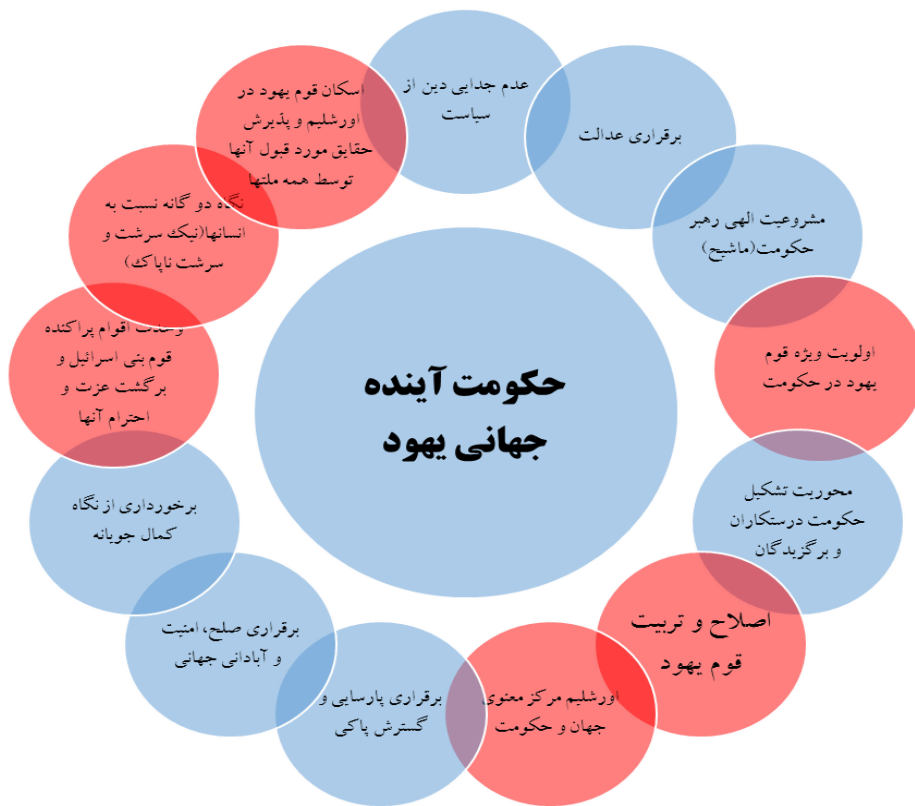 حکومت آینده
جهانی یهود
عدم جدایی دین از
سیاست
برقراری عدالت
مشروعیت الهی رهبر
حکومت(ماشیح)
اولویت ویژه قوم
یهود در حکومت
محوریت تشکیل
حکومت درستکاران
و برگزیدگان
اصلاح و تربیت
قوم یهود
اورشلیم مرکز معنوی
جهان و حکومت
برقراری پارسایی و
گسترش پاکی
برقراری صلح، امنیت
و آبادانی جهانی
برخورداری از نگاه
کمال جویانه
وحدت اقوام پراکنده
قوم بنی اسرائیل و
برگشت عزت و
احترام آنها
نگاه دو گانه نسبت به
انسانها(نیک سرشت و
سرشت ناپاک)
اسکان قوم یهود در
اورشلیم و پذیرش
حقایق مورد قبول آنها
توسط همه ملتها